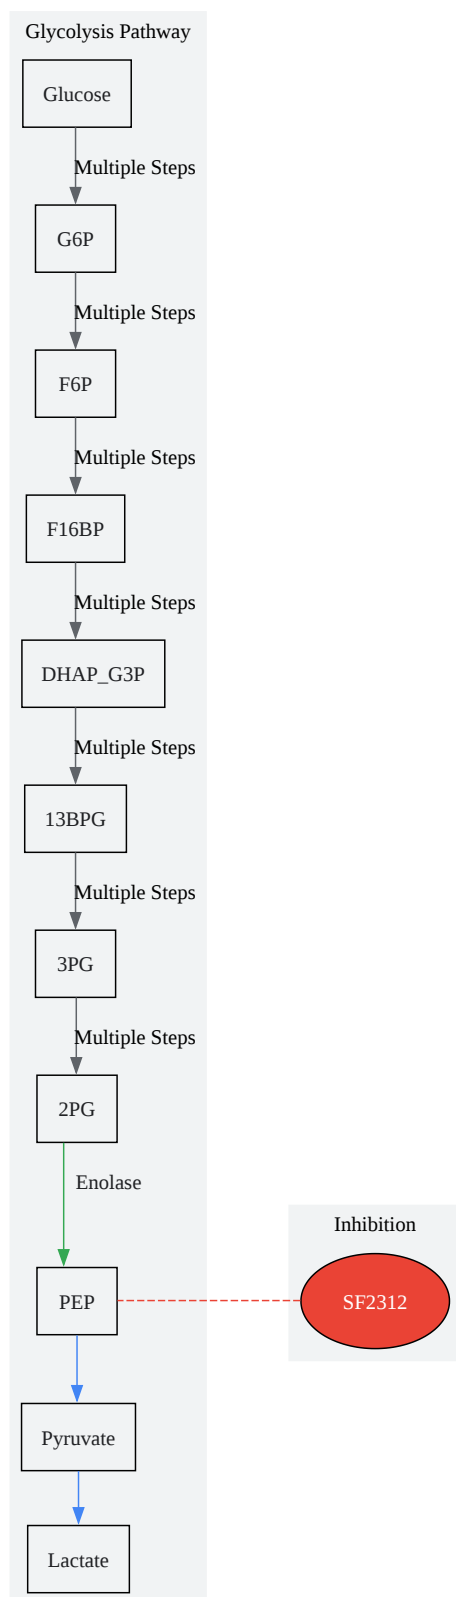 Glycolysis Pathway
Glucose
Multiple Steps
G6P
Multiple Steps
F6P
Multiple Steps
F16BP
Multiple Steps
DHAP_G3P
Multiple Steps
13BPG
Multiple Steps
3PG
Multiple Steps
2PG
Enolase
Inhibition
PEP
SF2312
Pyruvate
Lactate